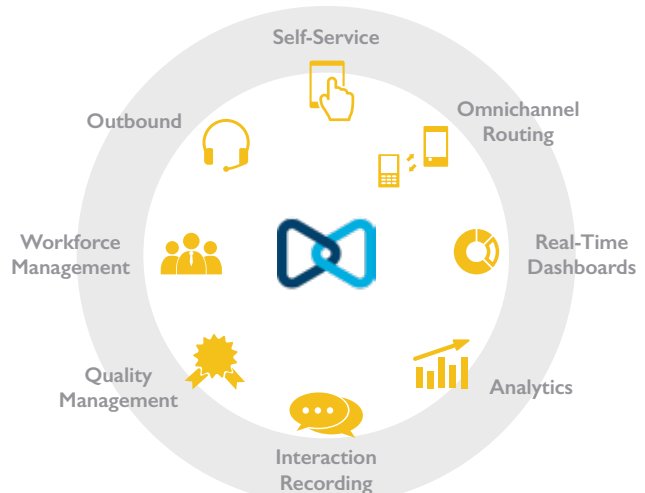 Self-Service
Omnichannel
Routing
Real-Time
Dashboards
Analytics
Interaction
Recording
Quality
Management
Workforce
Management
Outbound